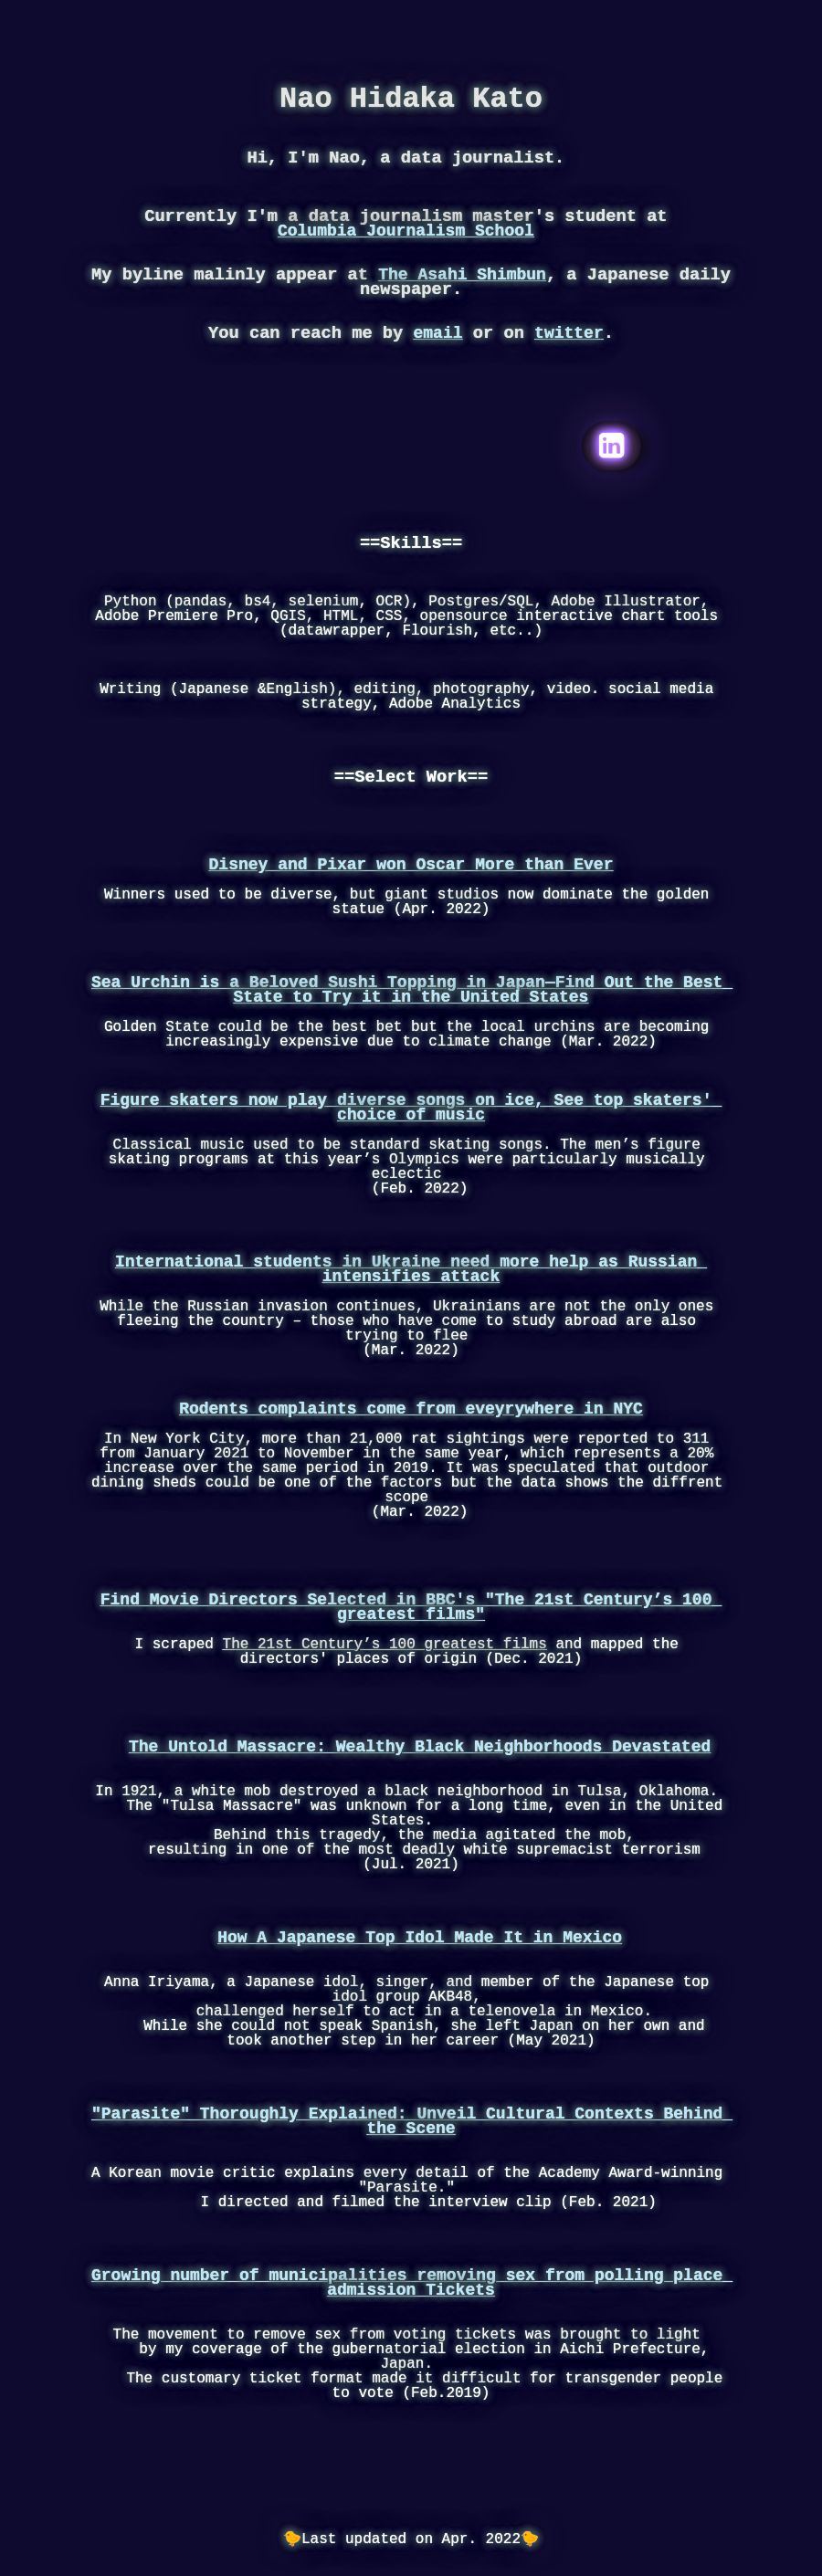 Nao Hidaka Kato
Hi, I'm Nao, a data journalist.
Currently I'm a data journalism master's student at
Columbia Journalism School
My byline malinly appear at The Asahi Shimbun, a Japanese daily
newspaper.
You can reach me by email or on twitter.
in
==Skills==
Python (pandas, bs4, selenium, OCR), Postgres/SQL, Adobe Illustrator,
Adobe Premiere Pro, QGIS, HTML, CSS, opensource interactive chart tools
(datawrapper, Flourish, etc..)
Writing (Japanese &English), editing, photography, video. social media
strategy, Adobe Analytics
==Select Work==
Disney and Pixar won Oscar More than Ever
Winners used to be diverse, but giant studios now dominate the golden
statue (Apr. 2022)
Sea Urchin is a Beloved Sushi Topping in Japan—Find Out the Best
State to Try it in the United States
Golden State could be the best bet but the local urchins are becoming
increasingly expensive due to climate change (Mar. 2022)
Figure skaters now play diverse songs on ice, See top skaters'
choice of music
Classical music used to be standard skating songs. The men’s figure
skating programs at this year’s Olympics were particularly musically
eclectic
(Feb. 2022)
International students in Ukraine need more help as Russian
intensifies attack
While the Russian invasion continues, Ukrainians are not the only ones
fleeing the country – those who have come to study abroad are also
trying to flee
(Mar. 2022)
Rodents complaints come from eveyrywhere in NYC
In New York City, more than 21,000 rat sightings were reported to 311
from January 2021 to November in the same year, which represents a 20%
increase over the same period in 2019. It was speculated that outdoor
dining sheds could be one of the factors but the data shows the diffrent
scope
(Mar. 2022)
Find Movie Directors Selected in BBC's "The 21st Century’s 100
greatest films"
I scraped The 21st Century’s 100 greatest films and mapped the
directors' places of origin (Dec. 2021)
The Untold Massacre: Wealthy Black Neighborhoods Devastated
In 1921, a white mob destroyed a black neighborhood in Tulsa, Oklahoma.
The "Tulsa Massacre" was unknown for a long time, even in the United
States.
Behind this tragedy, the media agitated the mob,
resulting in one of the most deadly white supremacist terrorism
(Jul. 2021)
How A Japanese Top Idol Made It in Mexico
Anna Iriyama, a Japanese idol, singer, and member of the Japanese top
idol group AKB48,
challenged herself to act in a telenovela in Mexico.
While she could not speak Spanish, she left Japan on her own and
took another step in her career (May 2021)
"Parasite" Thoroughly Explained: Unveil Cultural Contexts Behind
the Scene
A Korean movie critic explains every detail of the Academy Award-winning
"Parasite."
I directed and filmed the interview clip (Feb. 2021)
Growing number of municipalities removing sex from polling place
admission Tickets
The movement to remove sex from voting tickets was brought to light
by my coverage of the gubernatorial election in Aichi Prefecture,
Japan.
The customary ticket format made it difficult for transgender people
to vote (Feb.2019)
🐤Last updated on Apr. 2022🐤